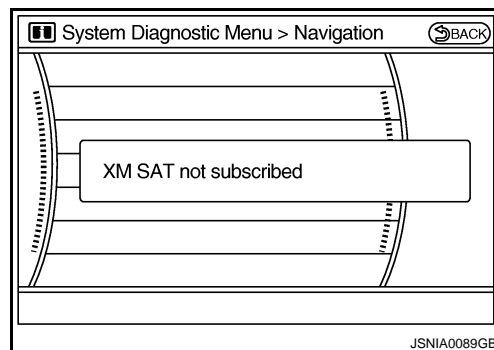 System Diagnostic Menu > Navigation
BACK
XM SAT not subscribed
JSNIA0089GB